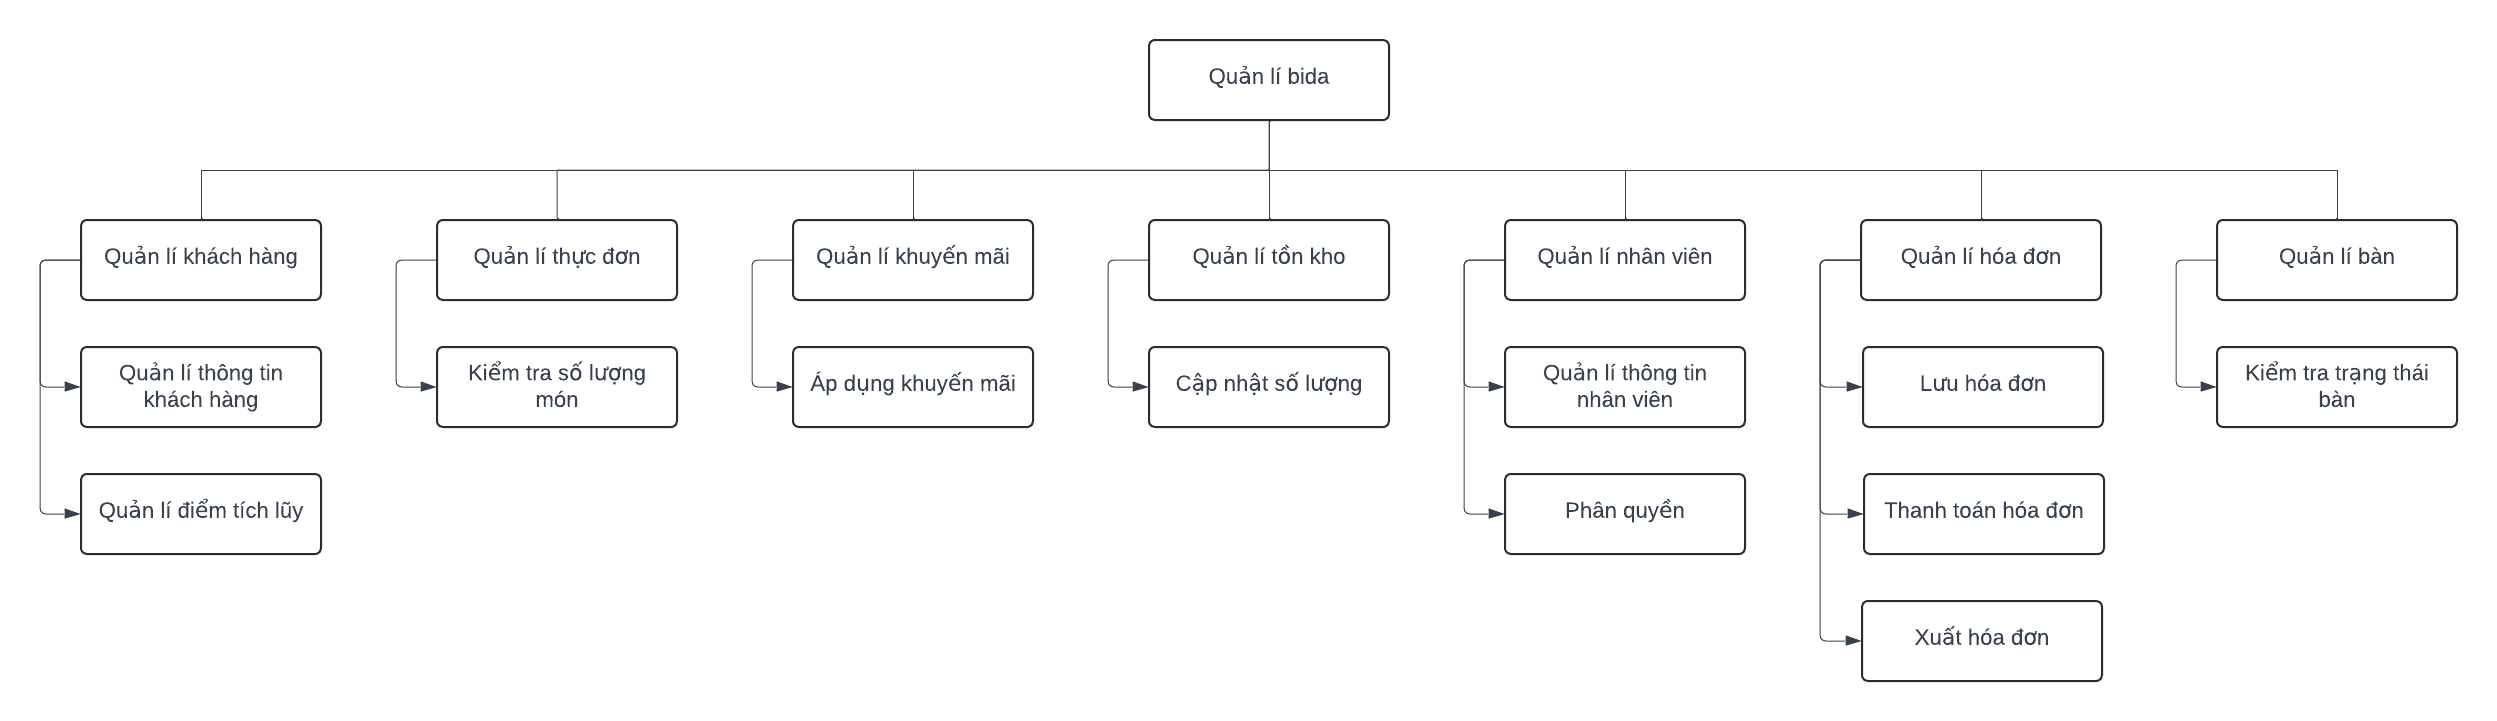 Quản lí bida
Quản lí khách hàng
Quản lí thực đơn
Quản lí khuyến mãi
Quản lí tồn kho
Quản lí nhân viên
Quản lí hóa đơn
Quản lí bàn
Quản lí thông tin
khách hàng
Kiểm tra số lượng
món
Áp dụng khuyến mãi
Cập nhật số lượng
Quản lí thông tin
nhân viên
Lưu hóa đơn
Kiểm tra trạng thái
bàn
Quản lí điểm tích lũy
Phân quyền
Thanh toán hóa đơn
Xuất hóa đơn